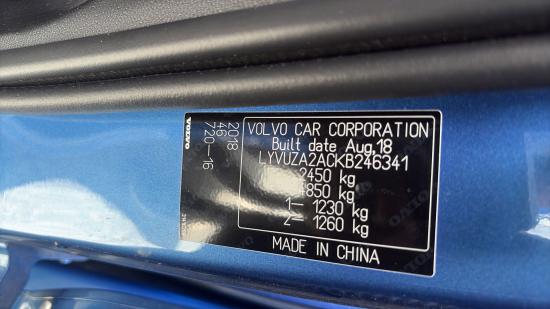 VOLVO CAR CORPORATION
Built date Aug,18
LYVUZA2ACKB246341
2450 kg
4850 kg
1– 1230 kg
2– 1260 kg
MADE IN CHINA
VOLVO
2018
46
720–16